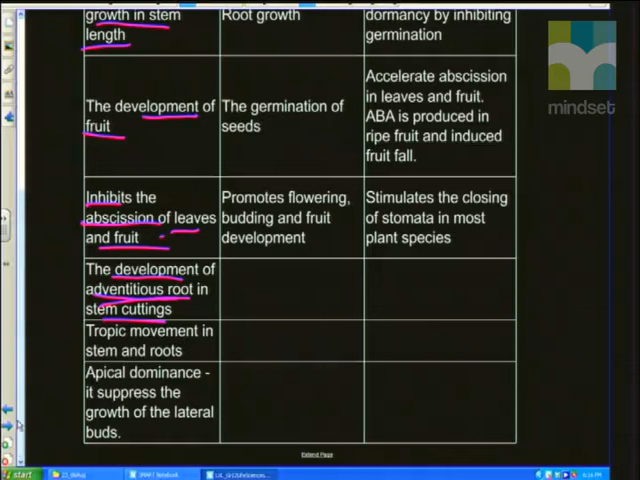 growth in stem
length
Root growth
dormancy by inhibiting
germination
The development of
fruit
The germination of
seeds
Accelerate abscission
in leaves and fruit.
ABA is produced in
ripe fruit and induced
fruit fall.
Inhibits the
abscission of leaves
and fruit
Promotes flowering,
budding and fruit
development
Stimulates the closing
of stomata in most
plant species
The development of
adventitious root in
stem cuttings
Tropic movement in
stem and roots
Apical dominance -
it suppress the
growth of the lateral
buds.
Extend Page
mindset
start